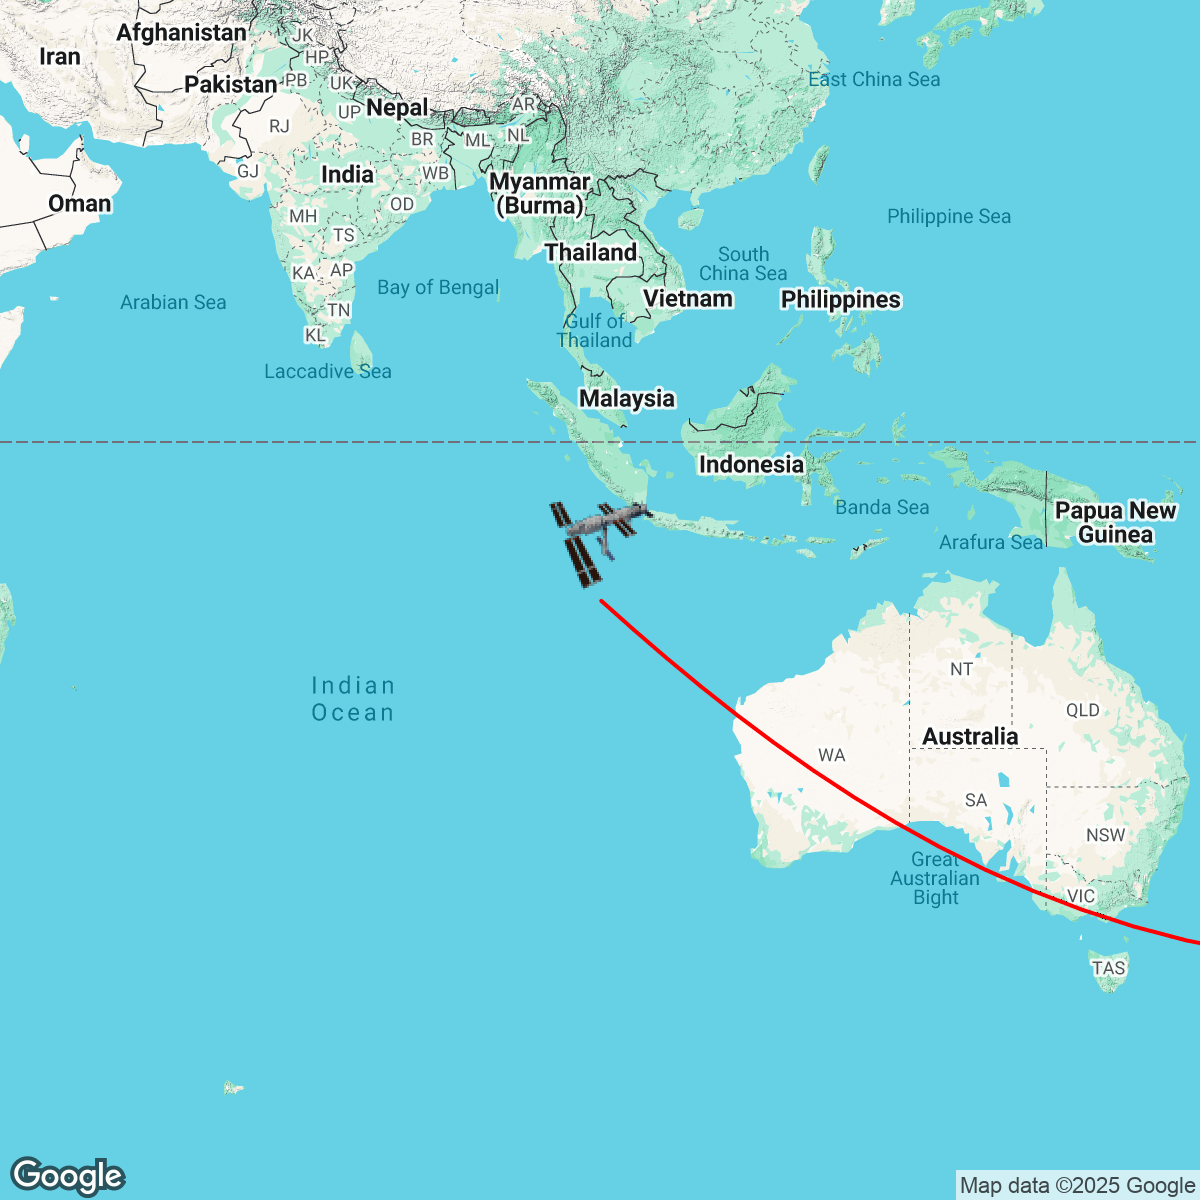 Afghanistan
JK
Iran
HP
Pakistan
PB
UK
East China Sea
Nepal
AR
UP
RJ
BR
ML
NL
GJ
India
WB
Myanmar
(Burma)
Oman
MH
OD
Philippine Sea
TS
Thailand
South
China Sea
KA
AP
Bay of Bengal
Arabian Sea
Vietnam
Philippines
TN
KL
Gulf of
Thailand
Laccadive Sea
Malaysia
Indonesia
Banda Sea
Papua New
Guinea
Arafura Sea
NT
Indian
Ocean
QLD
Australia
WA
SA
NSW
Great
Australian
Bight
VIC
TAS
Google
Map data ©2025 Google